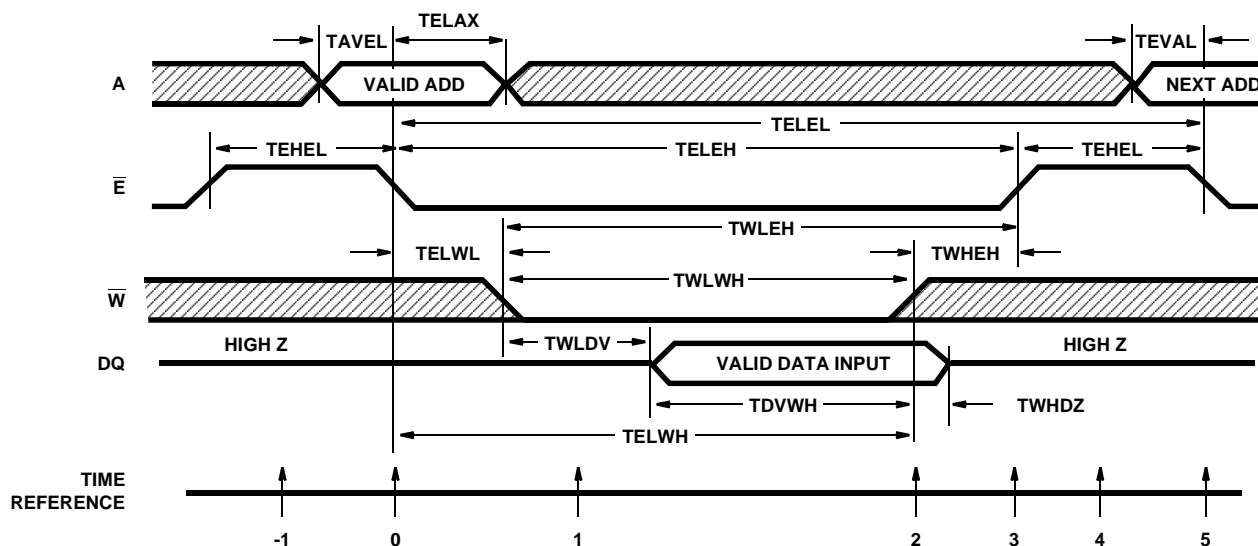 TELAX
TAVEL
TEVAL
A
VALID ADD
NEXT ADD
TELEL
TEHEL
TELEH
TEHEL
E
TWLEH
TELWL
TWHEH
TWLWH
W
HIGH Z
TWLDV
HIGH Z
DQ
VALID DATA INPUT
TDVWH
TWHDZ
TELWH
TIME
REFERENCE
-1 0 1 2 3 4 5